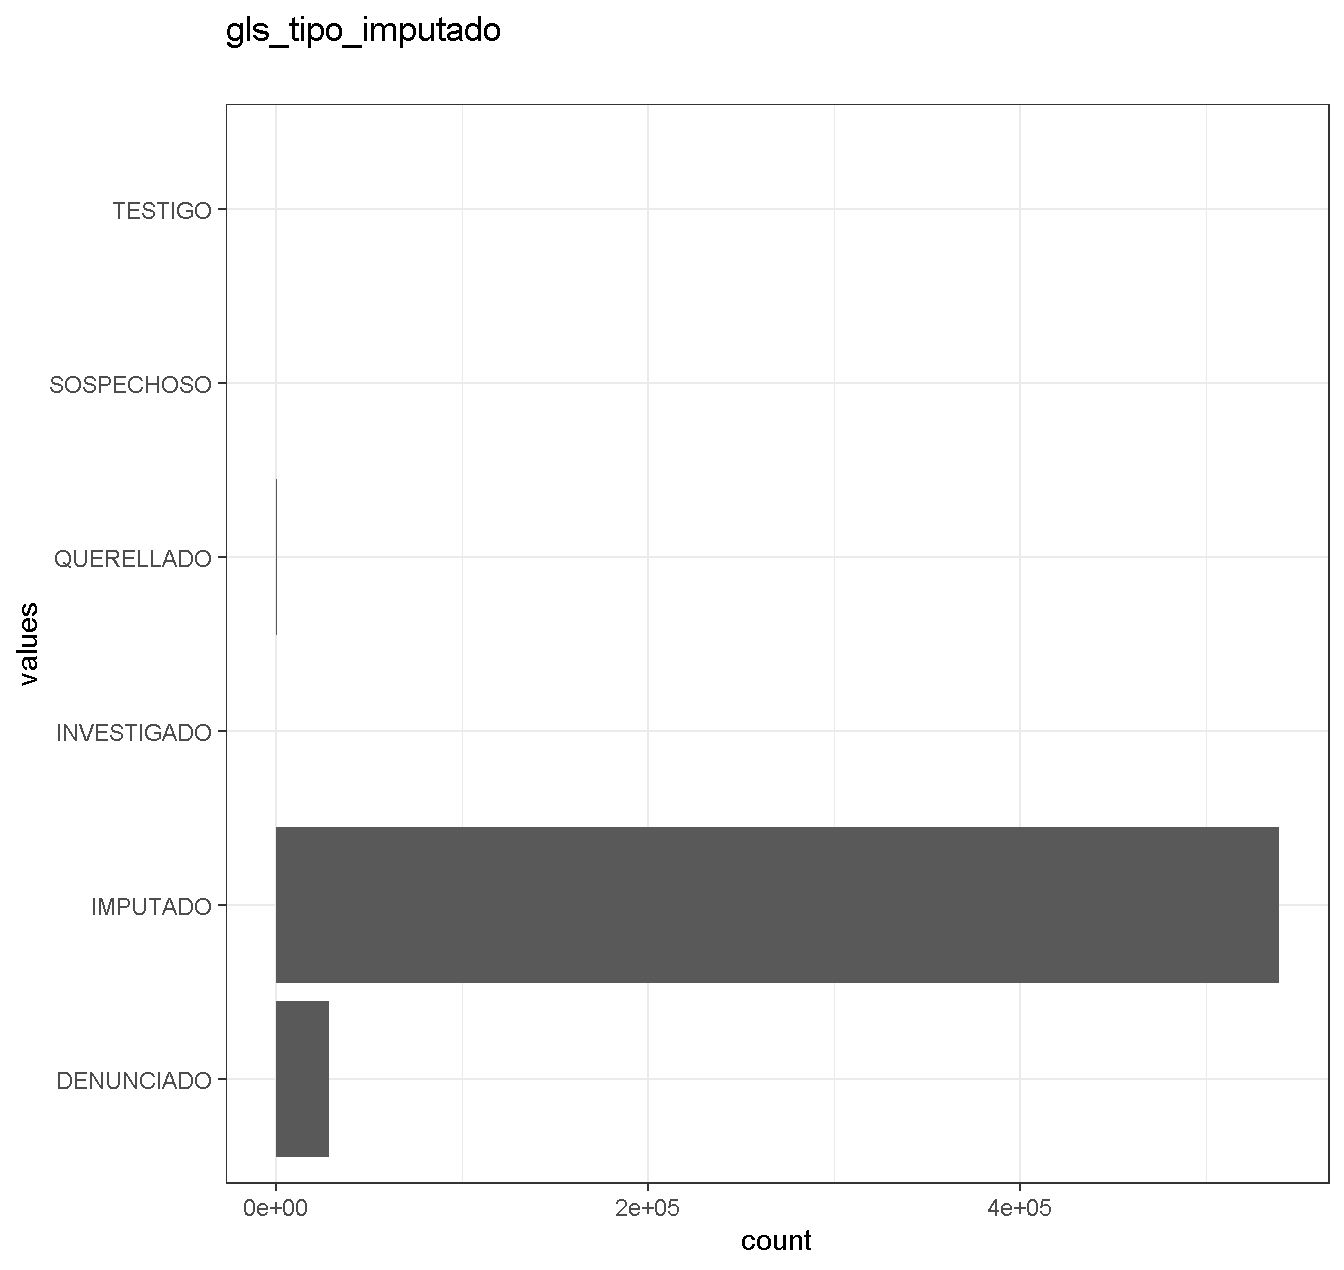 gls_tipo_imputado
TESTIGO
SOSPECHOSO
QUERELLADO
values
INVESTIGADO
IMPUTADO
DENUNCIADO
0e+00 2e+05 4e+05
count